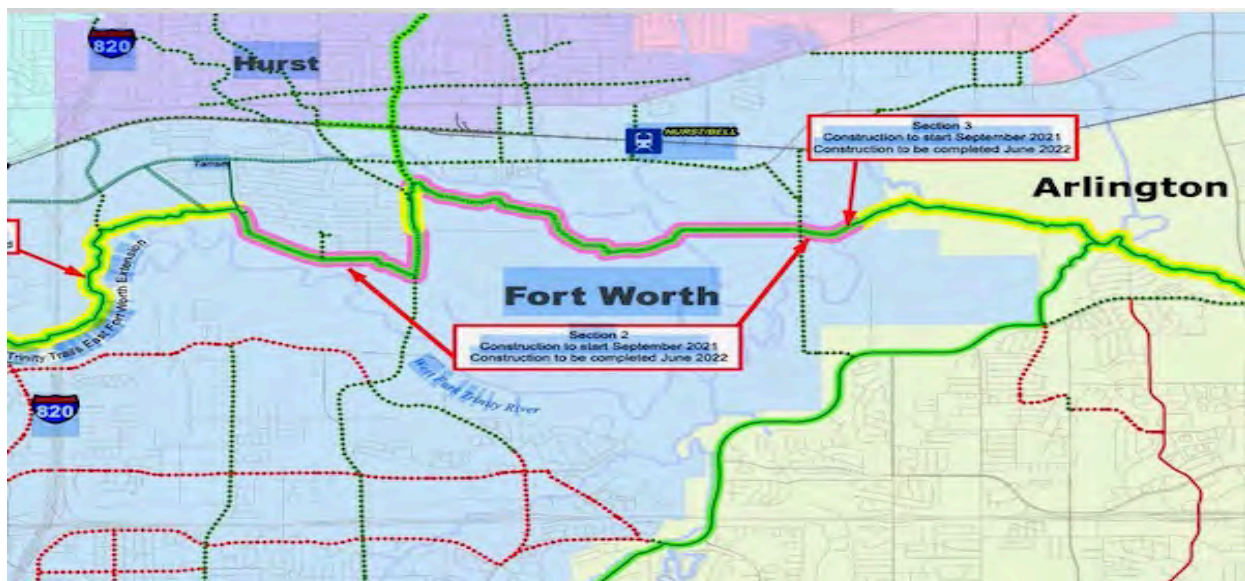 820
Hurst
HURST/BELL
Section 3
Construction to start September 2021
Construction to be completed June 2022
Arlington
Fort Worth
Section 2
Construction to start September 2021
Construction to be completed June 2022
Trinity Trails East Fort Worth Extension
West Fork Trinity River
820